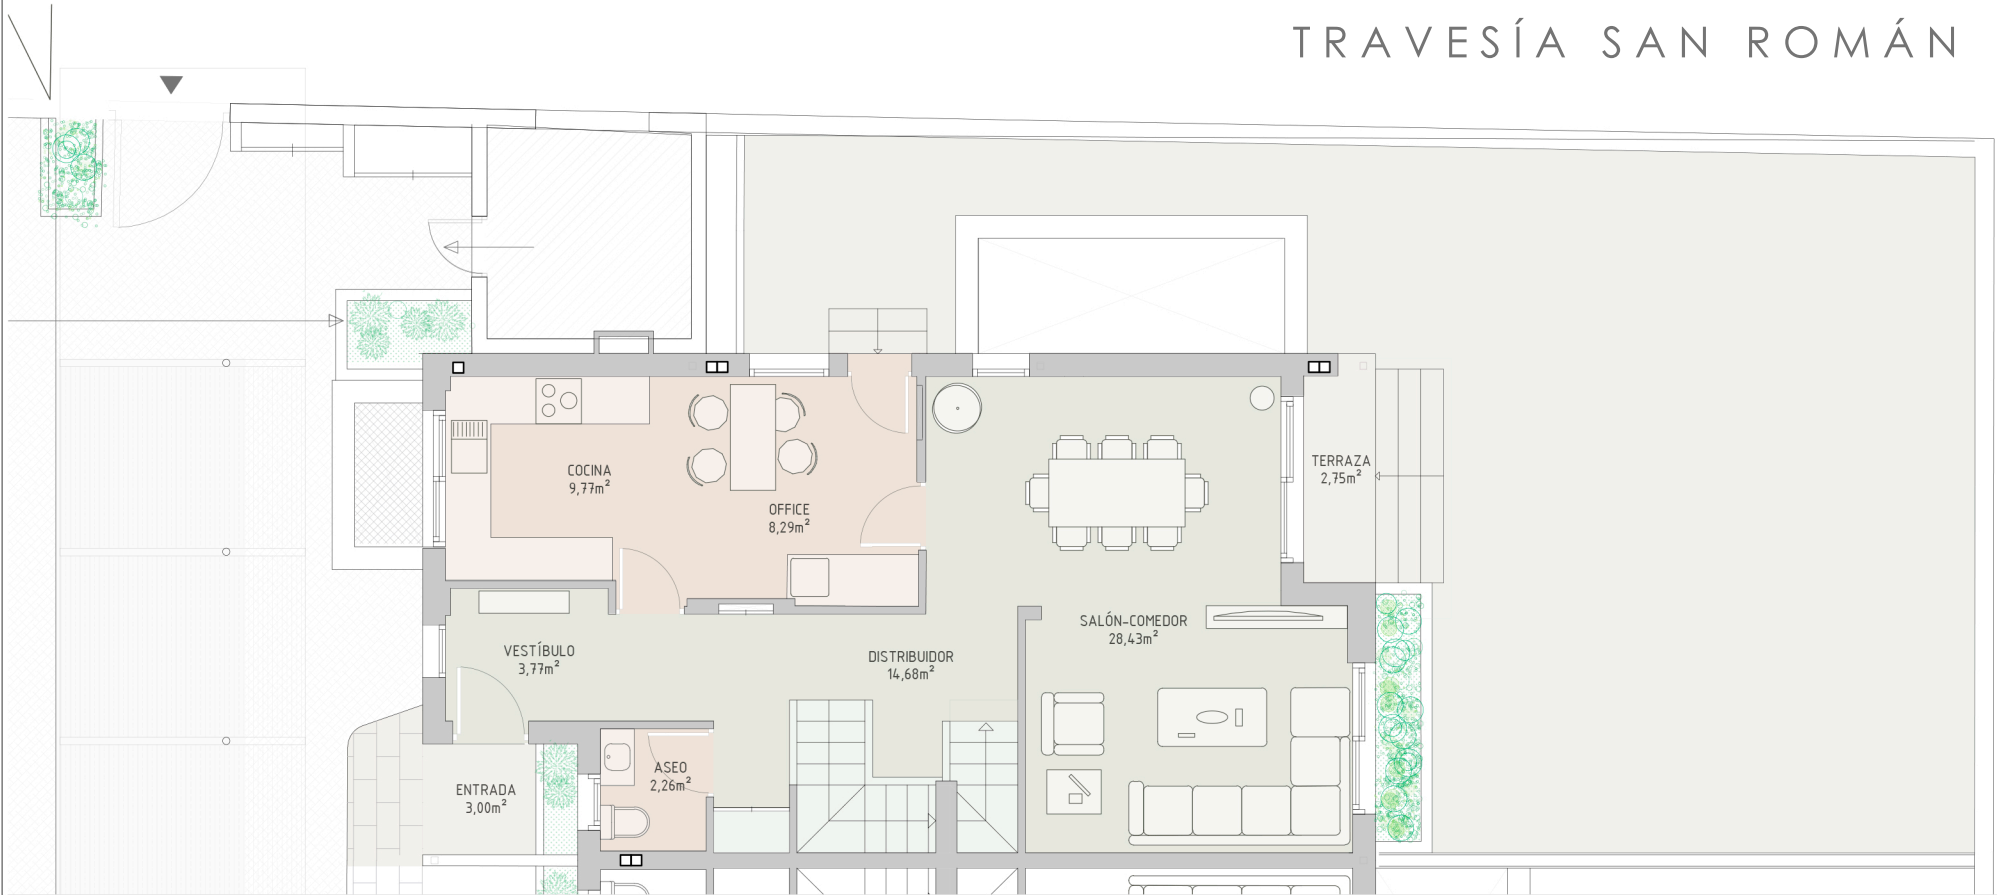 TRAVESÍA SAN ROMÁN
COCINA
9,77m²
OFFICE
8,29m²
TERRAZA
2,75m²
SALÓN-COMEDOR
28,43m²
VESTÍBULO
3,77m²
DISTRIBUIDOR
14,68m²
ASEO
2,26m²
ENTRADA
3,00m²